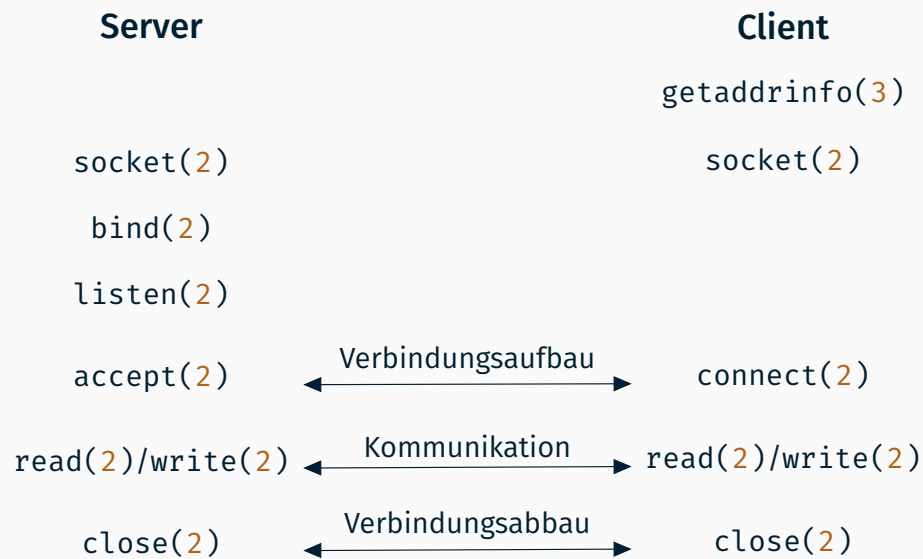 Server Client
getaddrinfo(3)
socket(2) socket(2)
bind(2)
listen(2)
Verbindungsaufbau
accept(2) connect(2)
Kommunikation
read(2)/write(2) read(2)/write(2)
Verbindungsabbau
close(2) close(2)